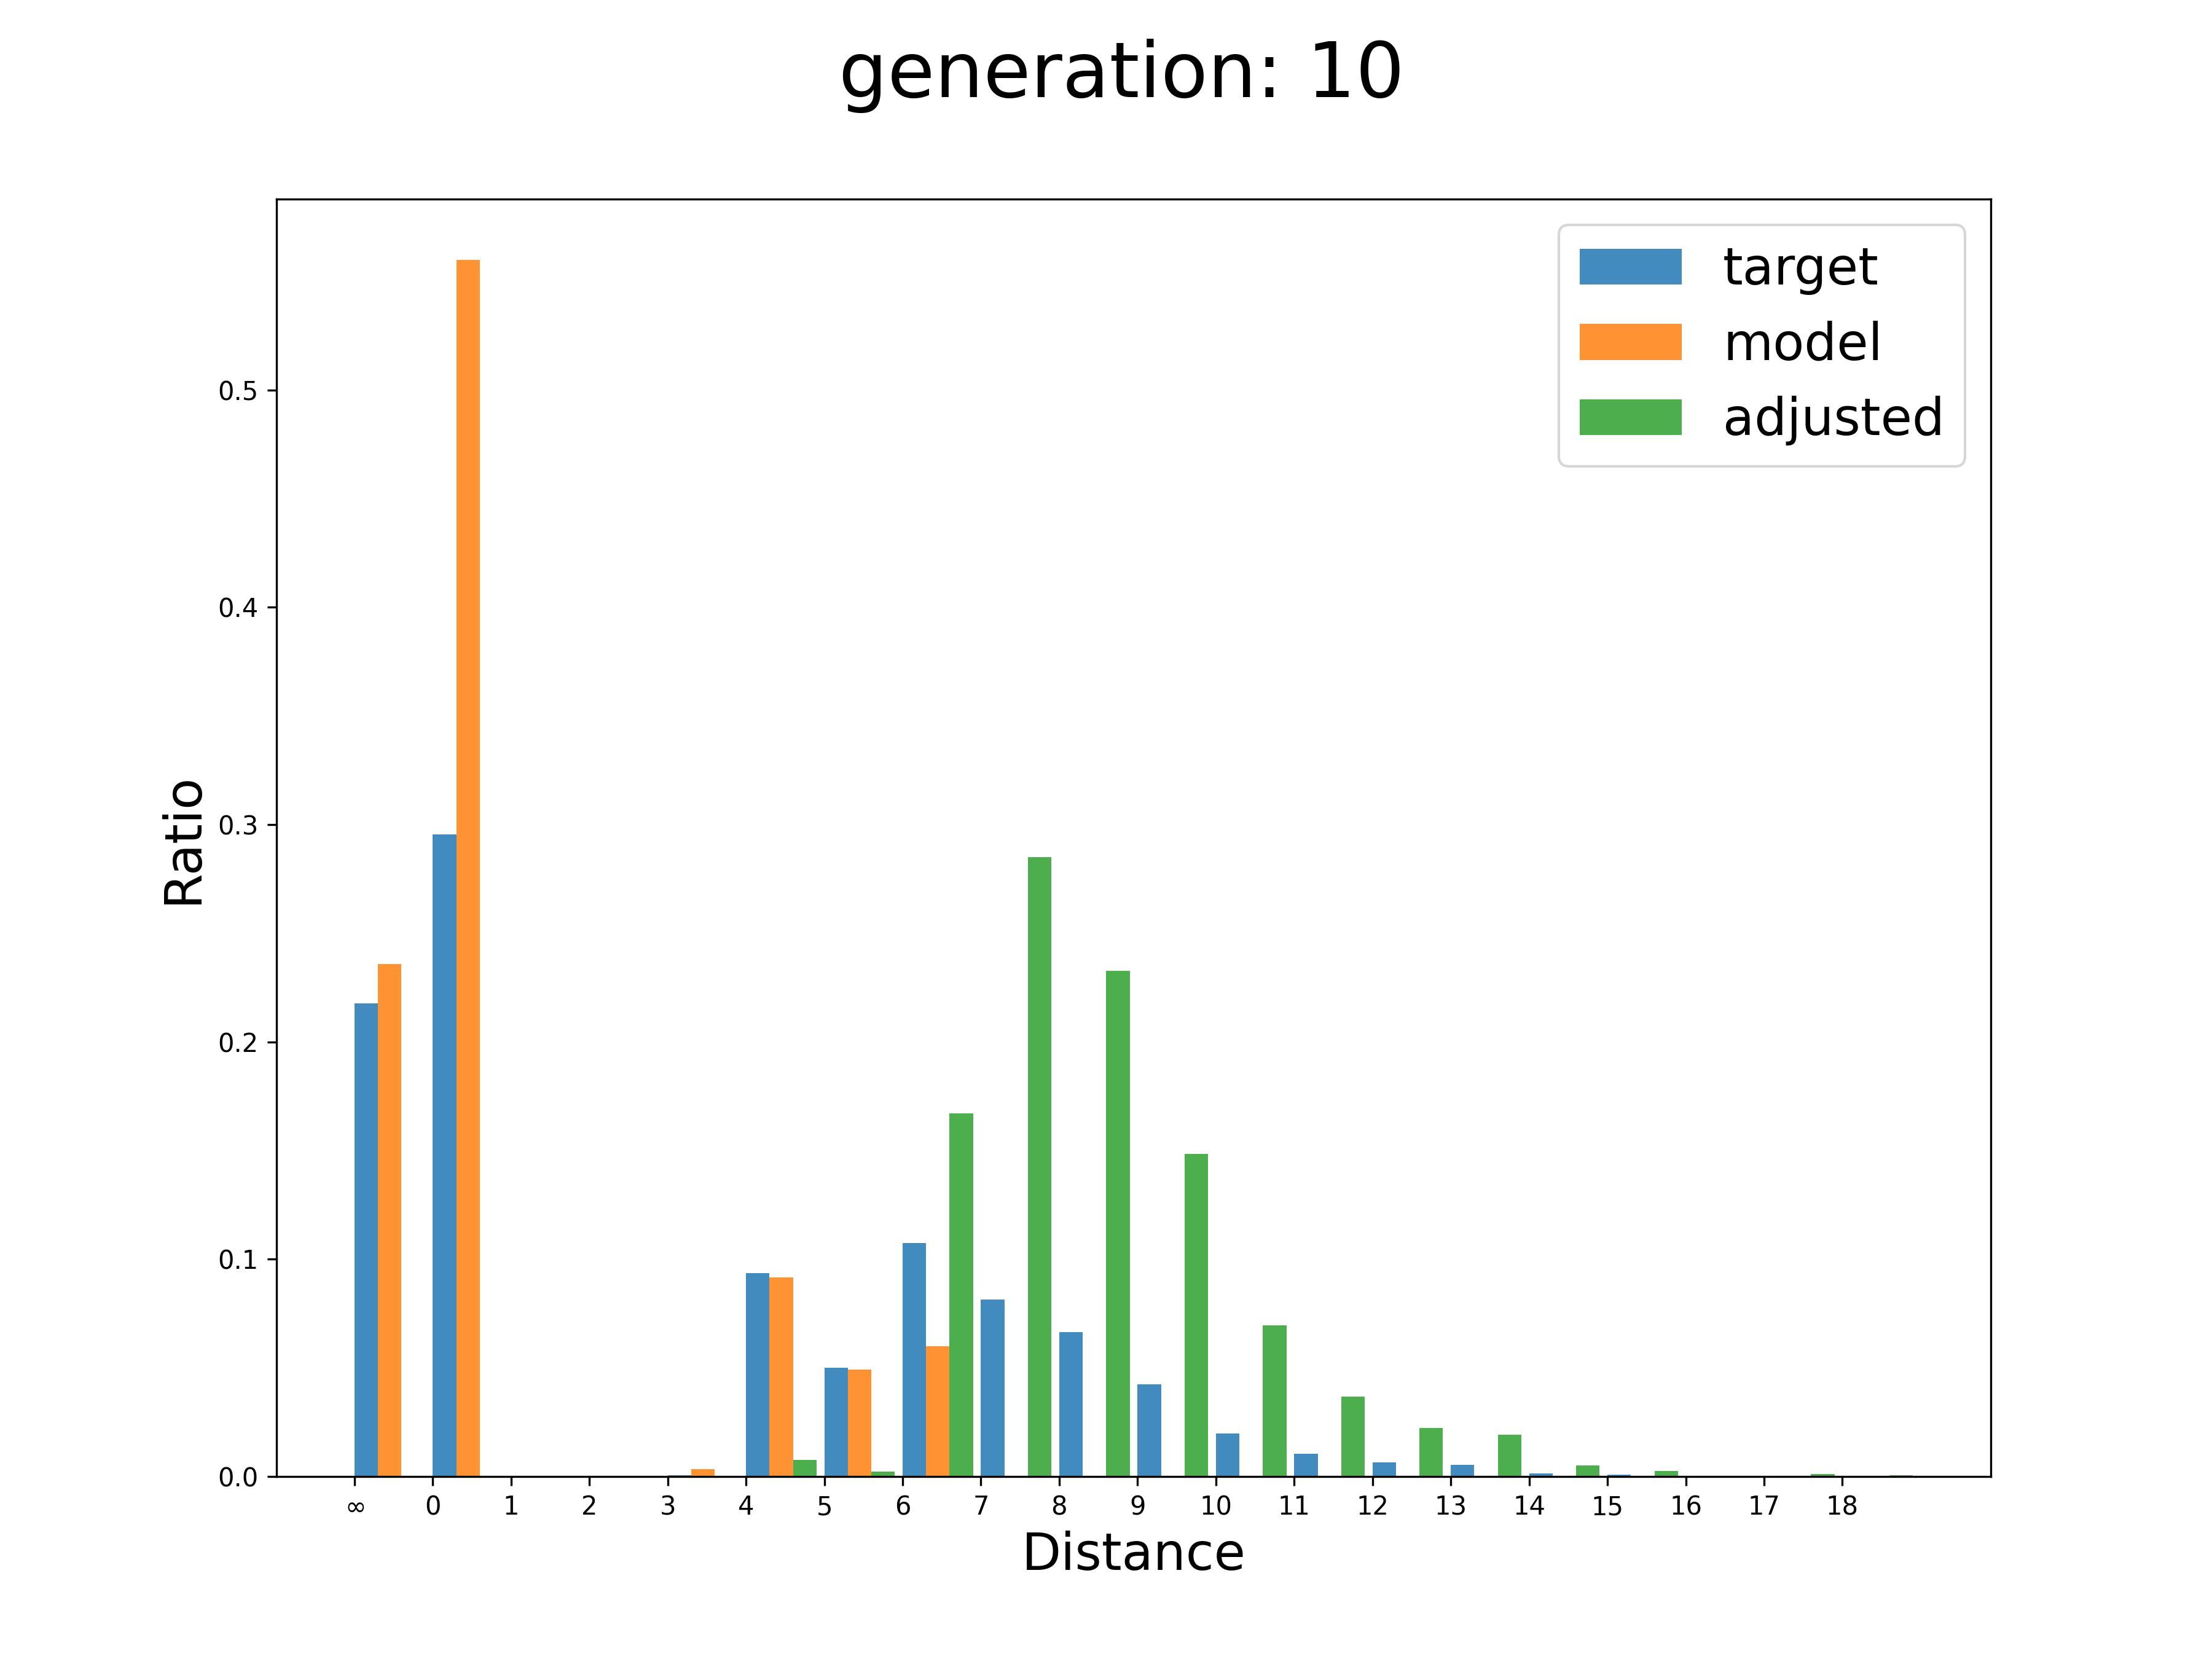 generation: 10
target
model
adjusted
0.5
0.4
0.3
0.2
0.1
0.0
Ratio
∞ 0 1 2 3 4 5 6 7 8 9 10 11 12 13 14 15 16 17 18
Distance